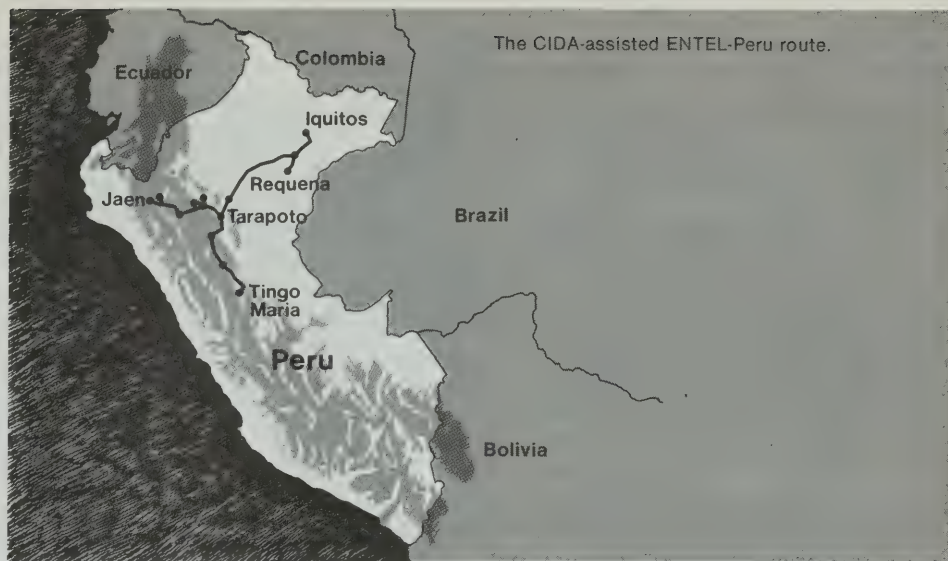 The CIDA-assisted ENTEL-Peru route.
Colombia
Ecuador
Iquitos
Requena
Jaen
Tarapoto
Brazil
Tingo
Maria
Peru
Bolivia